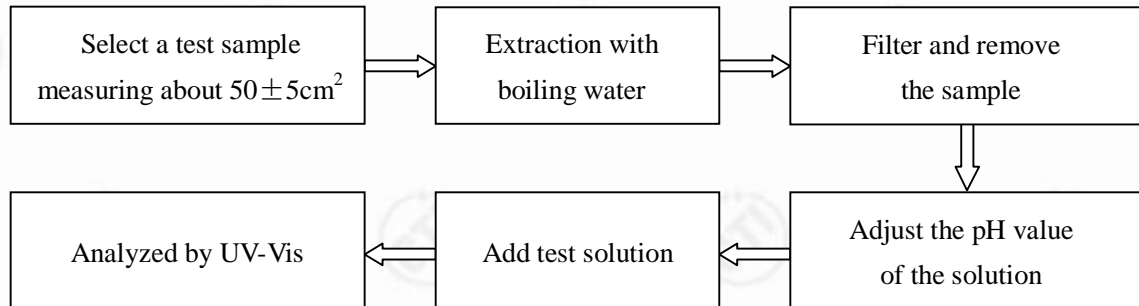 Select a test sample
measuring about 50±5cm²
Extraction with
boiling water
Filter and remove
the sample
Adjust the pH value
of the solution
Add test solution
Analyzed by UV-Vis